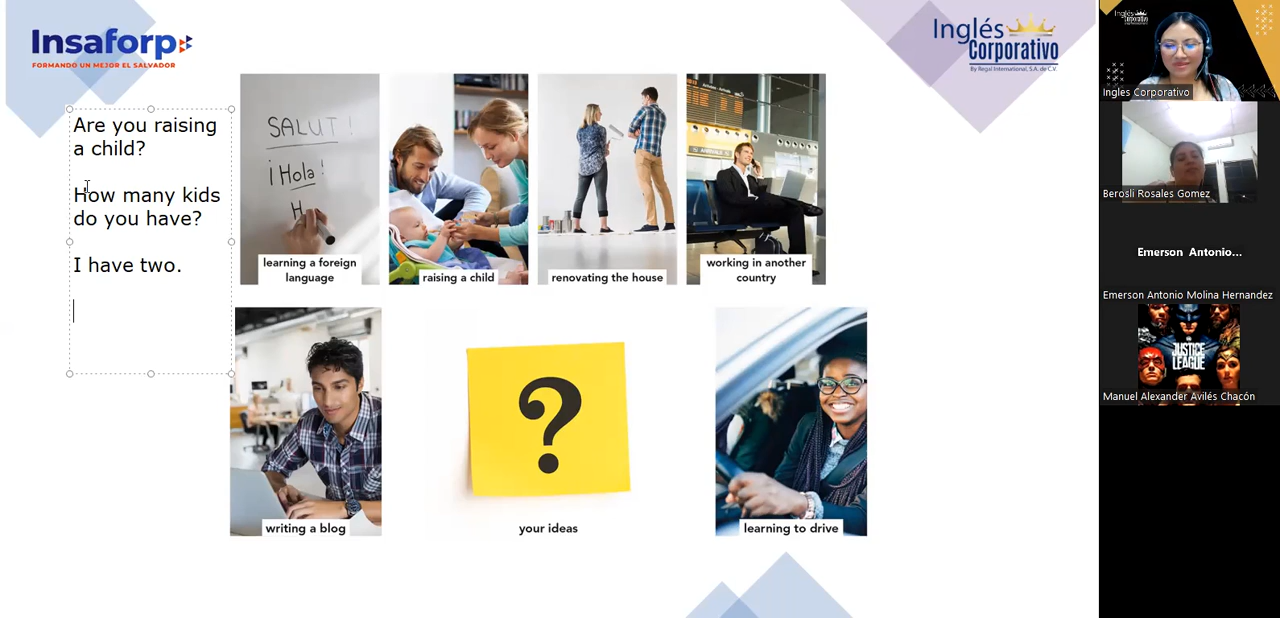 Insaforp
FORMANDO UN MEJOR EL SALVADOR
Inglés
Corporativo
By Regal International, S.A. de C.V.
Are you raising
a child?
How many kids
do you have?
I have two.
SALUT!
¡Hola!
H
learning a foreign
language
raising a child
renovating the house
working in another
country
writing a blog
?
your ideas
learning to drive
Inglés
Corporativo
Ingles Corporativo
Berosli Rosales Gomez
Emerson Antonio...
Emerson Antonio Molina Hernandez
JUSTICE
LEAGUE
Manuel Alexander Avilés Chacón